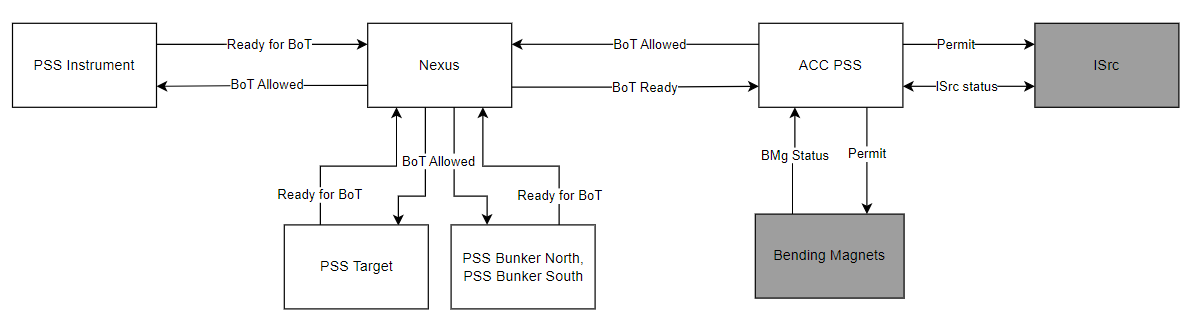 PSS Instrument
Ready for BoT
BoT Allowed
Nexus
BoT Allowed
BoT Ready
ACC PSS
Permit
ISrc status
ISrc
BoT Allowed
Ready for BoT
Ready for BoT
BMg Status
Permit
PSS Target
PSS Bunker North,
PSS Bunker South
Bending Magnets